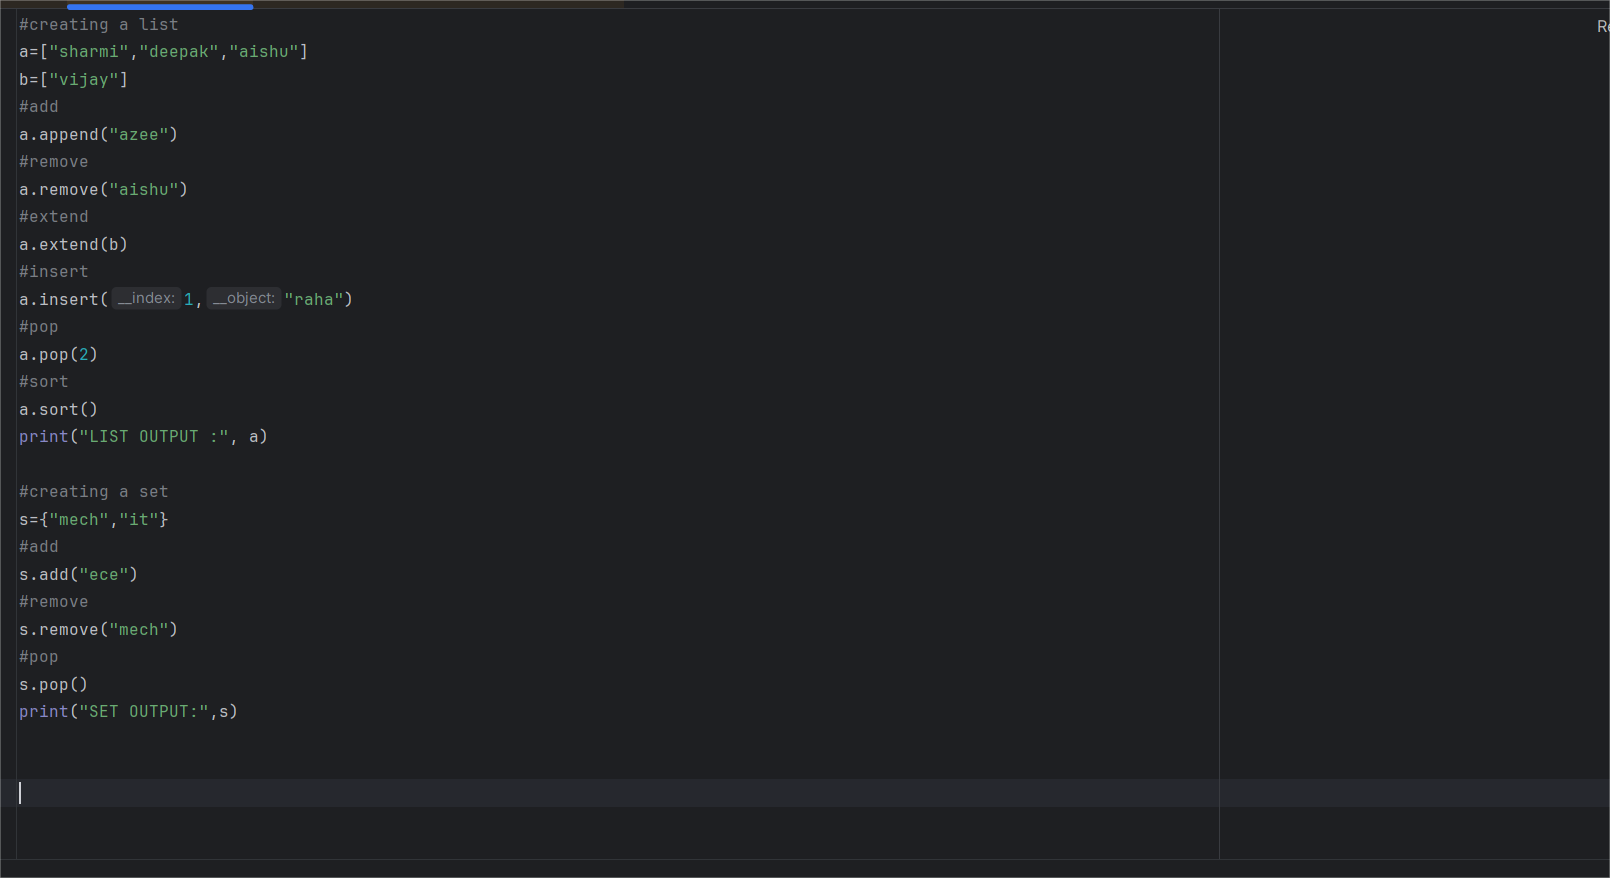 #creating a list
a=["sharmi","deepak","aishu"]
b=["vijay"]
#add
a.append("azee")
#remove
a.remove("aishu")
#extend
a.extend(b)
#insert
a.insert( __index: 1, __object: "raha")
#pop
a.pop(2)
#sort
a.sort()
print("LIST OUTPUT :", a)
#creating a set
s={"mech","it"}
#add
s.add("ece")
#remove
s.remove("mech")
#pop
s.pop()
print("SET OUTPUT:",s)